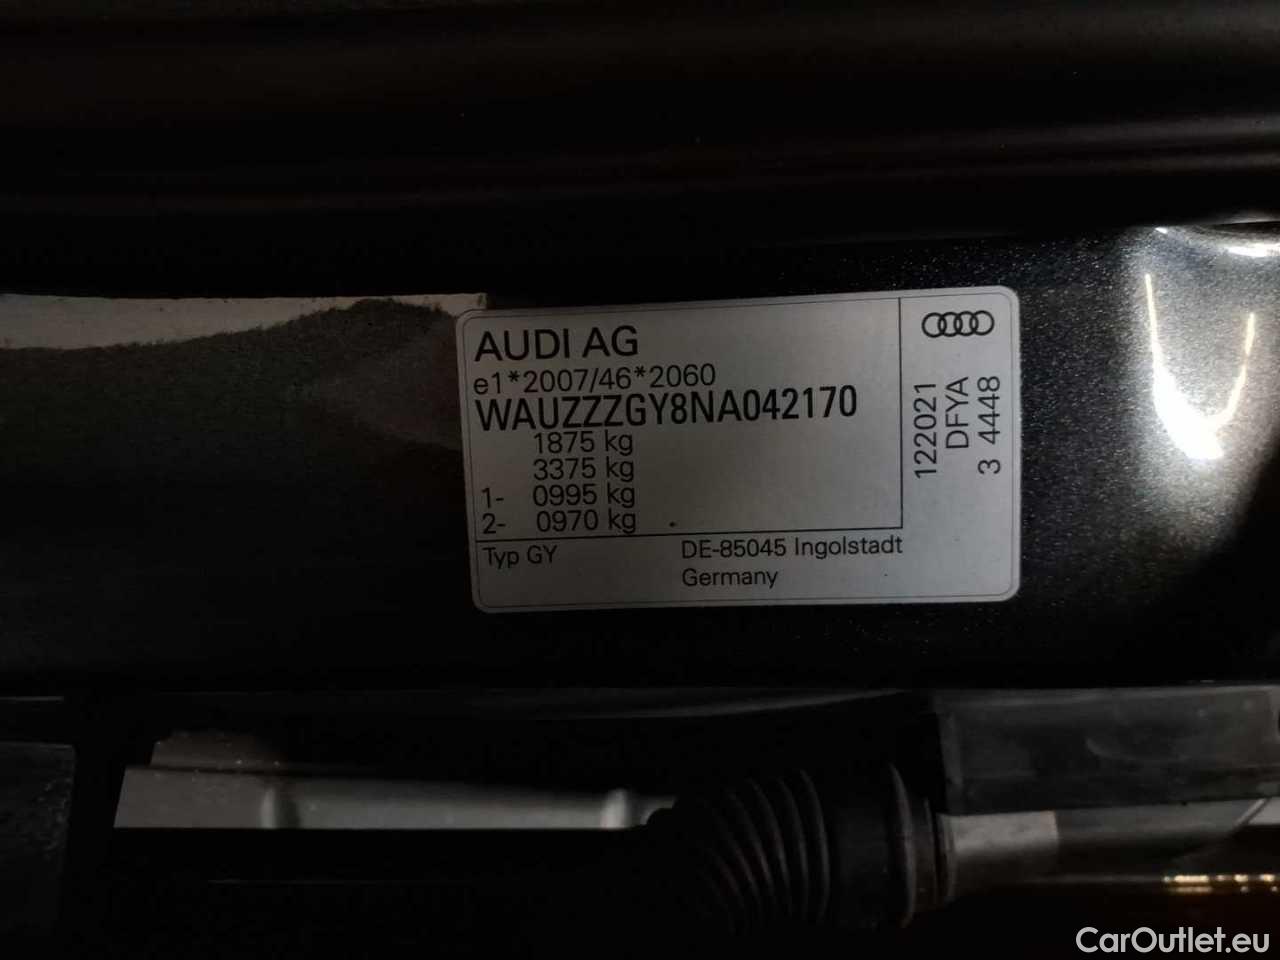 AUDI AG
e1*2007/46*2060
WAUZZZGY8NA042170
1875 kg
3375 kg
1- 0995 kg
2- 0970 kg
Typ GY
DE-85045 Ingolstadt
Germany
122021
DFYA
3 4448
CarOutlet.eu